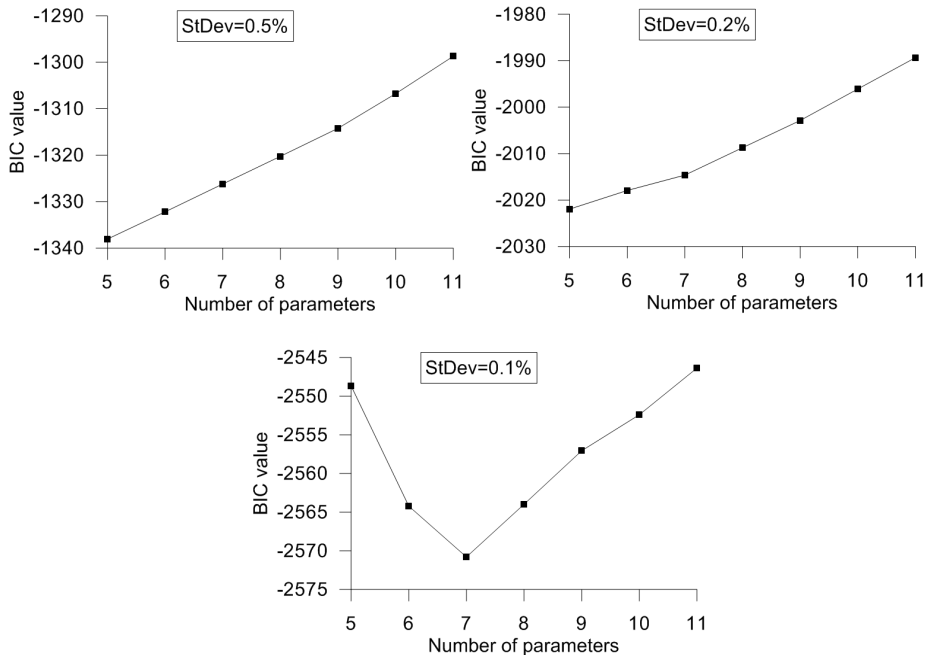 StDev=0.5%
BIC value
-1290
-1300
-1310
-1320
-1330
-1340
5 6 7 8 9 10 11
Number of parameters
StDev=0.2%
BIC value
-1980
-1990
-2000
-2010
-2020
-2030
5 6 7 8 9 10 11
Number of parameters
StDev=0.1%
BIC value
-2545
-2550
-2555
-2560
-2565
-2570
-2575
5 6 7 8 9 10 11
Number of parameters